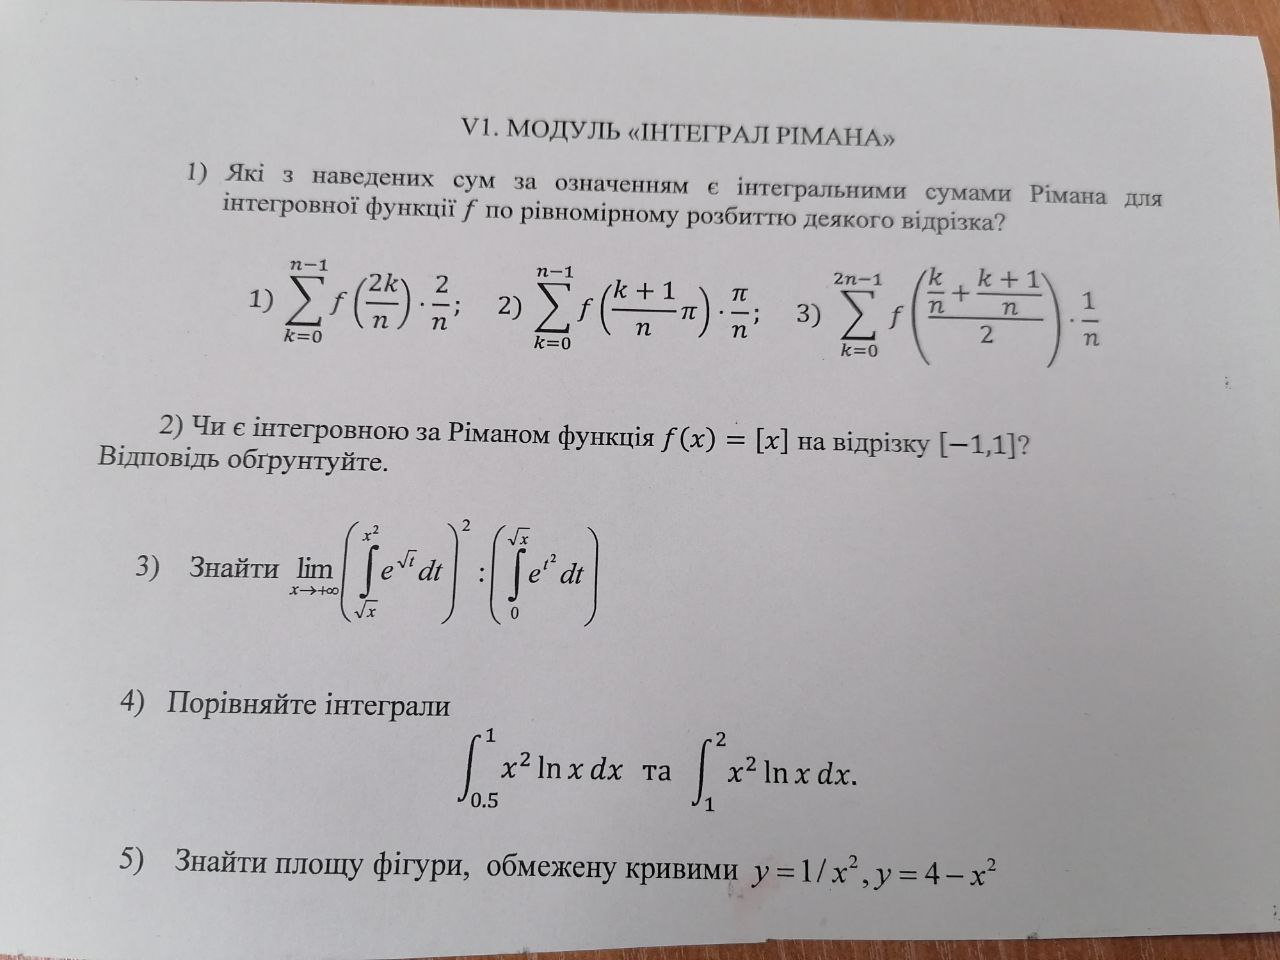 V1. МОДУЛЬ «ІНТЕГРАЛ РІМАНА»
1) Які з наведених сум за означенням є інтегральними сумами Рімана для
інтегровної функції f по рівномірному розбиттю деякого відрізка?
1) \sum_{k=0}^{n-1} f\left(\frac{2k}{n}\right) \cdot \frac{2}{n}; 2) \sum_{k=0}^{n-1} f\left(\frac{k+1}{n}\pi\right) \cdot \frac{\pi}{n}; 3) \sum_{k=0}^{2n-1} f\left(\frac{\frac{k}{n}+\frac{k+1}{n}}{2}\right) \cdot \frac{1}{n}
2) Чи є інтегровною за Ріманом функція f(x) = [x] на відрізку [−1,1]?
Відповідь обґрунтуйте.
3) Знайти \lim_{x \to +\infty} \left(\int_{\sqrt{x}}^{x^2} e^{\sqrt{t}} dt\right)^2 : \left(\int_{0}^{\sqrt{x}} e^{t^2} dt\right)
4) Порівняйте інтеграли
\int_{0.5}^{1} x^2 \ln x \, dx та \int_{1}^{2} x^2 \ln x \, dx.
5) Знайти площу фігури, обмежену кривими y = 1/x^2, y = 4 − x^2